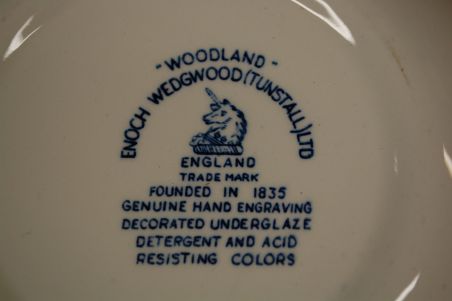 - WOODLAND -
ENOCH WEDGWOOD (TUNSTALL) LTD
ENGLAND
TRADE MARK
FOUNDED IN 1835
GENUINE HAND ENGRAVING
DECORATED UNDERGLAZE
DETERGENT AND ACID
RESISTING COLORS